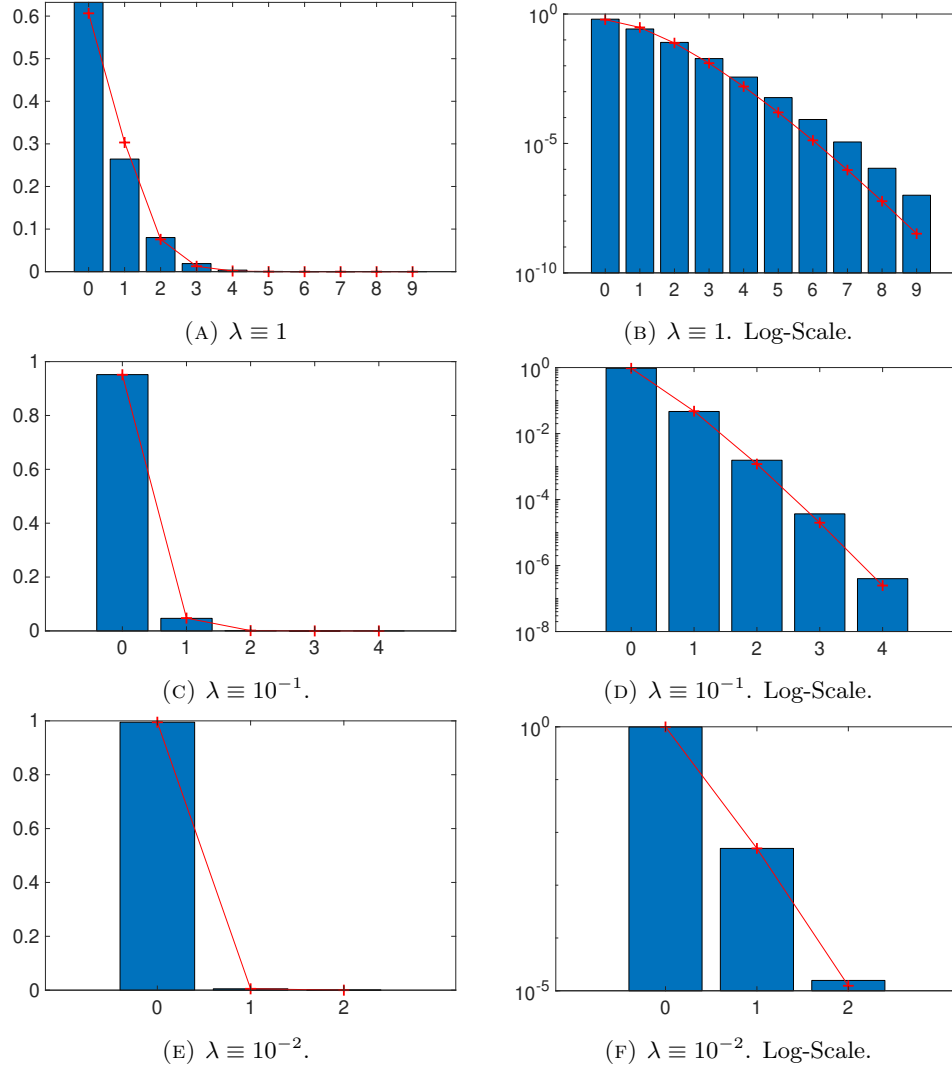 0.6
0.5
0.4
0.3
0.2
0.1
0
0 1 2 3 4 5 6 7 8 9
(A) λ ≡ 1
10^0
10^-5
10^-10
0 1 2 3 4 5 6 7 8 9
(B) λ ≡ 1. Log-Scale.
1
0.8
0.6
0.4
0.2
0
0 1 2 3 4
(C) λ ≡ 10^-1.
10^0
10^-2
10^-4
10^-6
10^-8
0 1 2 3 4
(D) λ ≡ 10^-1. Log-Scale.
1
0.8
0.6
0.4
0.2
0
0 1 2
(E) λ ≡ 10^-2.
10^0
10^-5
0 1 2
(F) λ ≡ 10^-2. Log-Scale.